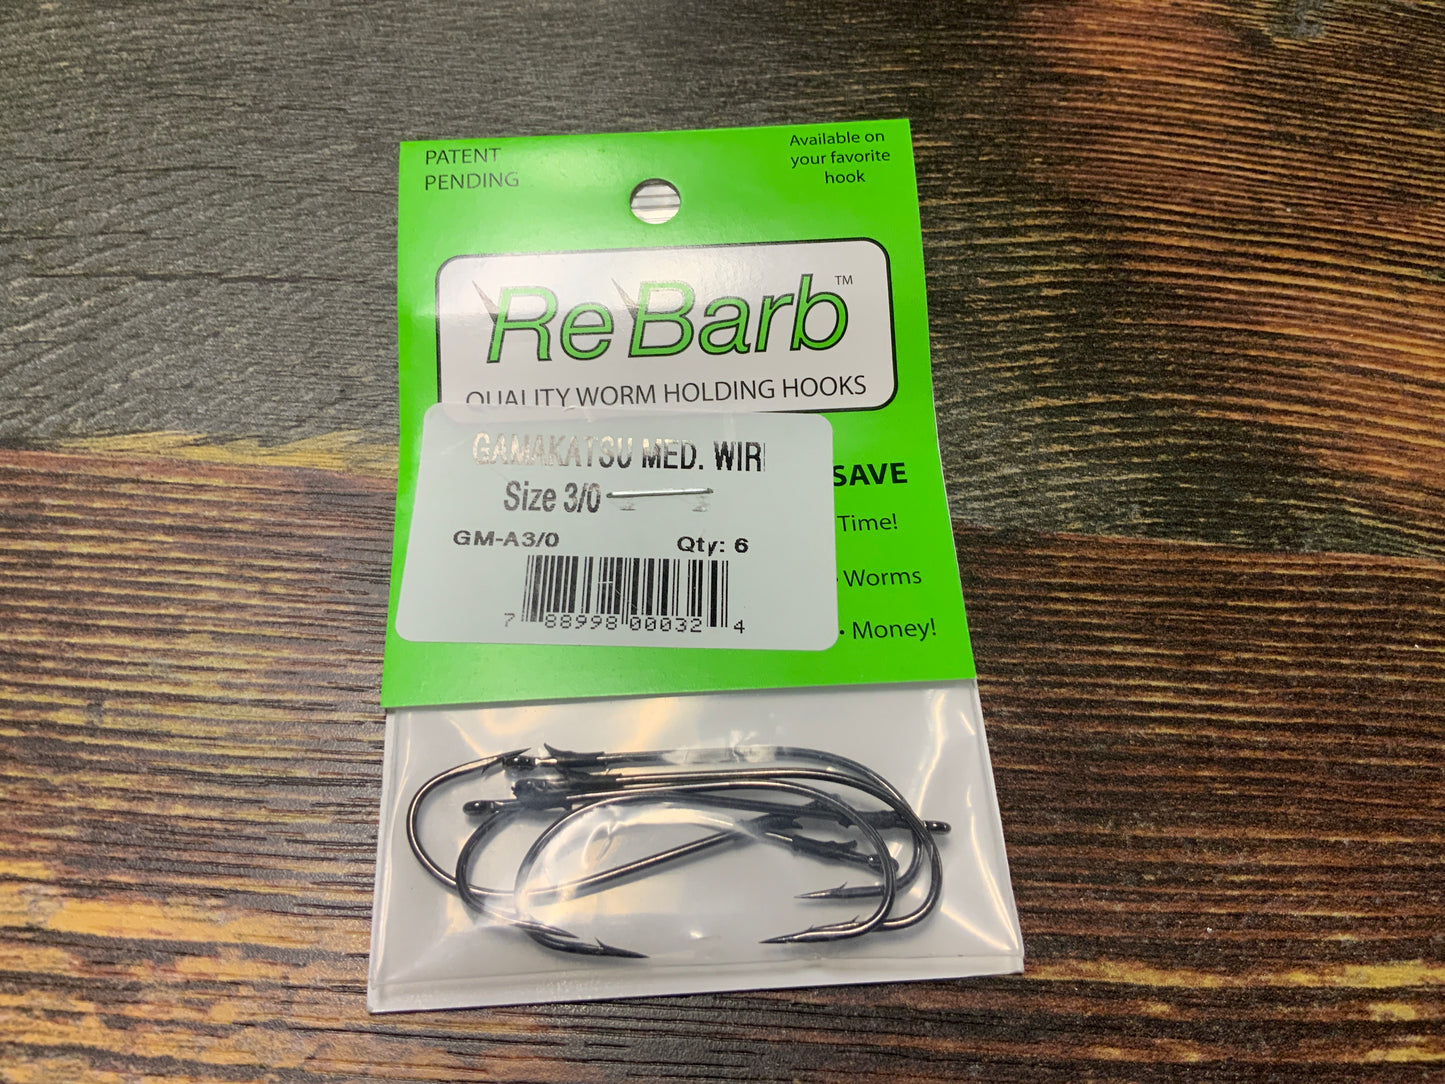 PATENT
PENDING
Available on
your favorite
hook
ReBarb™
QUALITY WORM HOLDING HOOKS
GAMAKATSU MED. WIR
Size 3/0
GM-A3/0
Qty: 6
7 88998 00032 4
SAVE
Time!
• Worms
• Money!